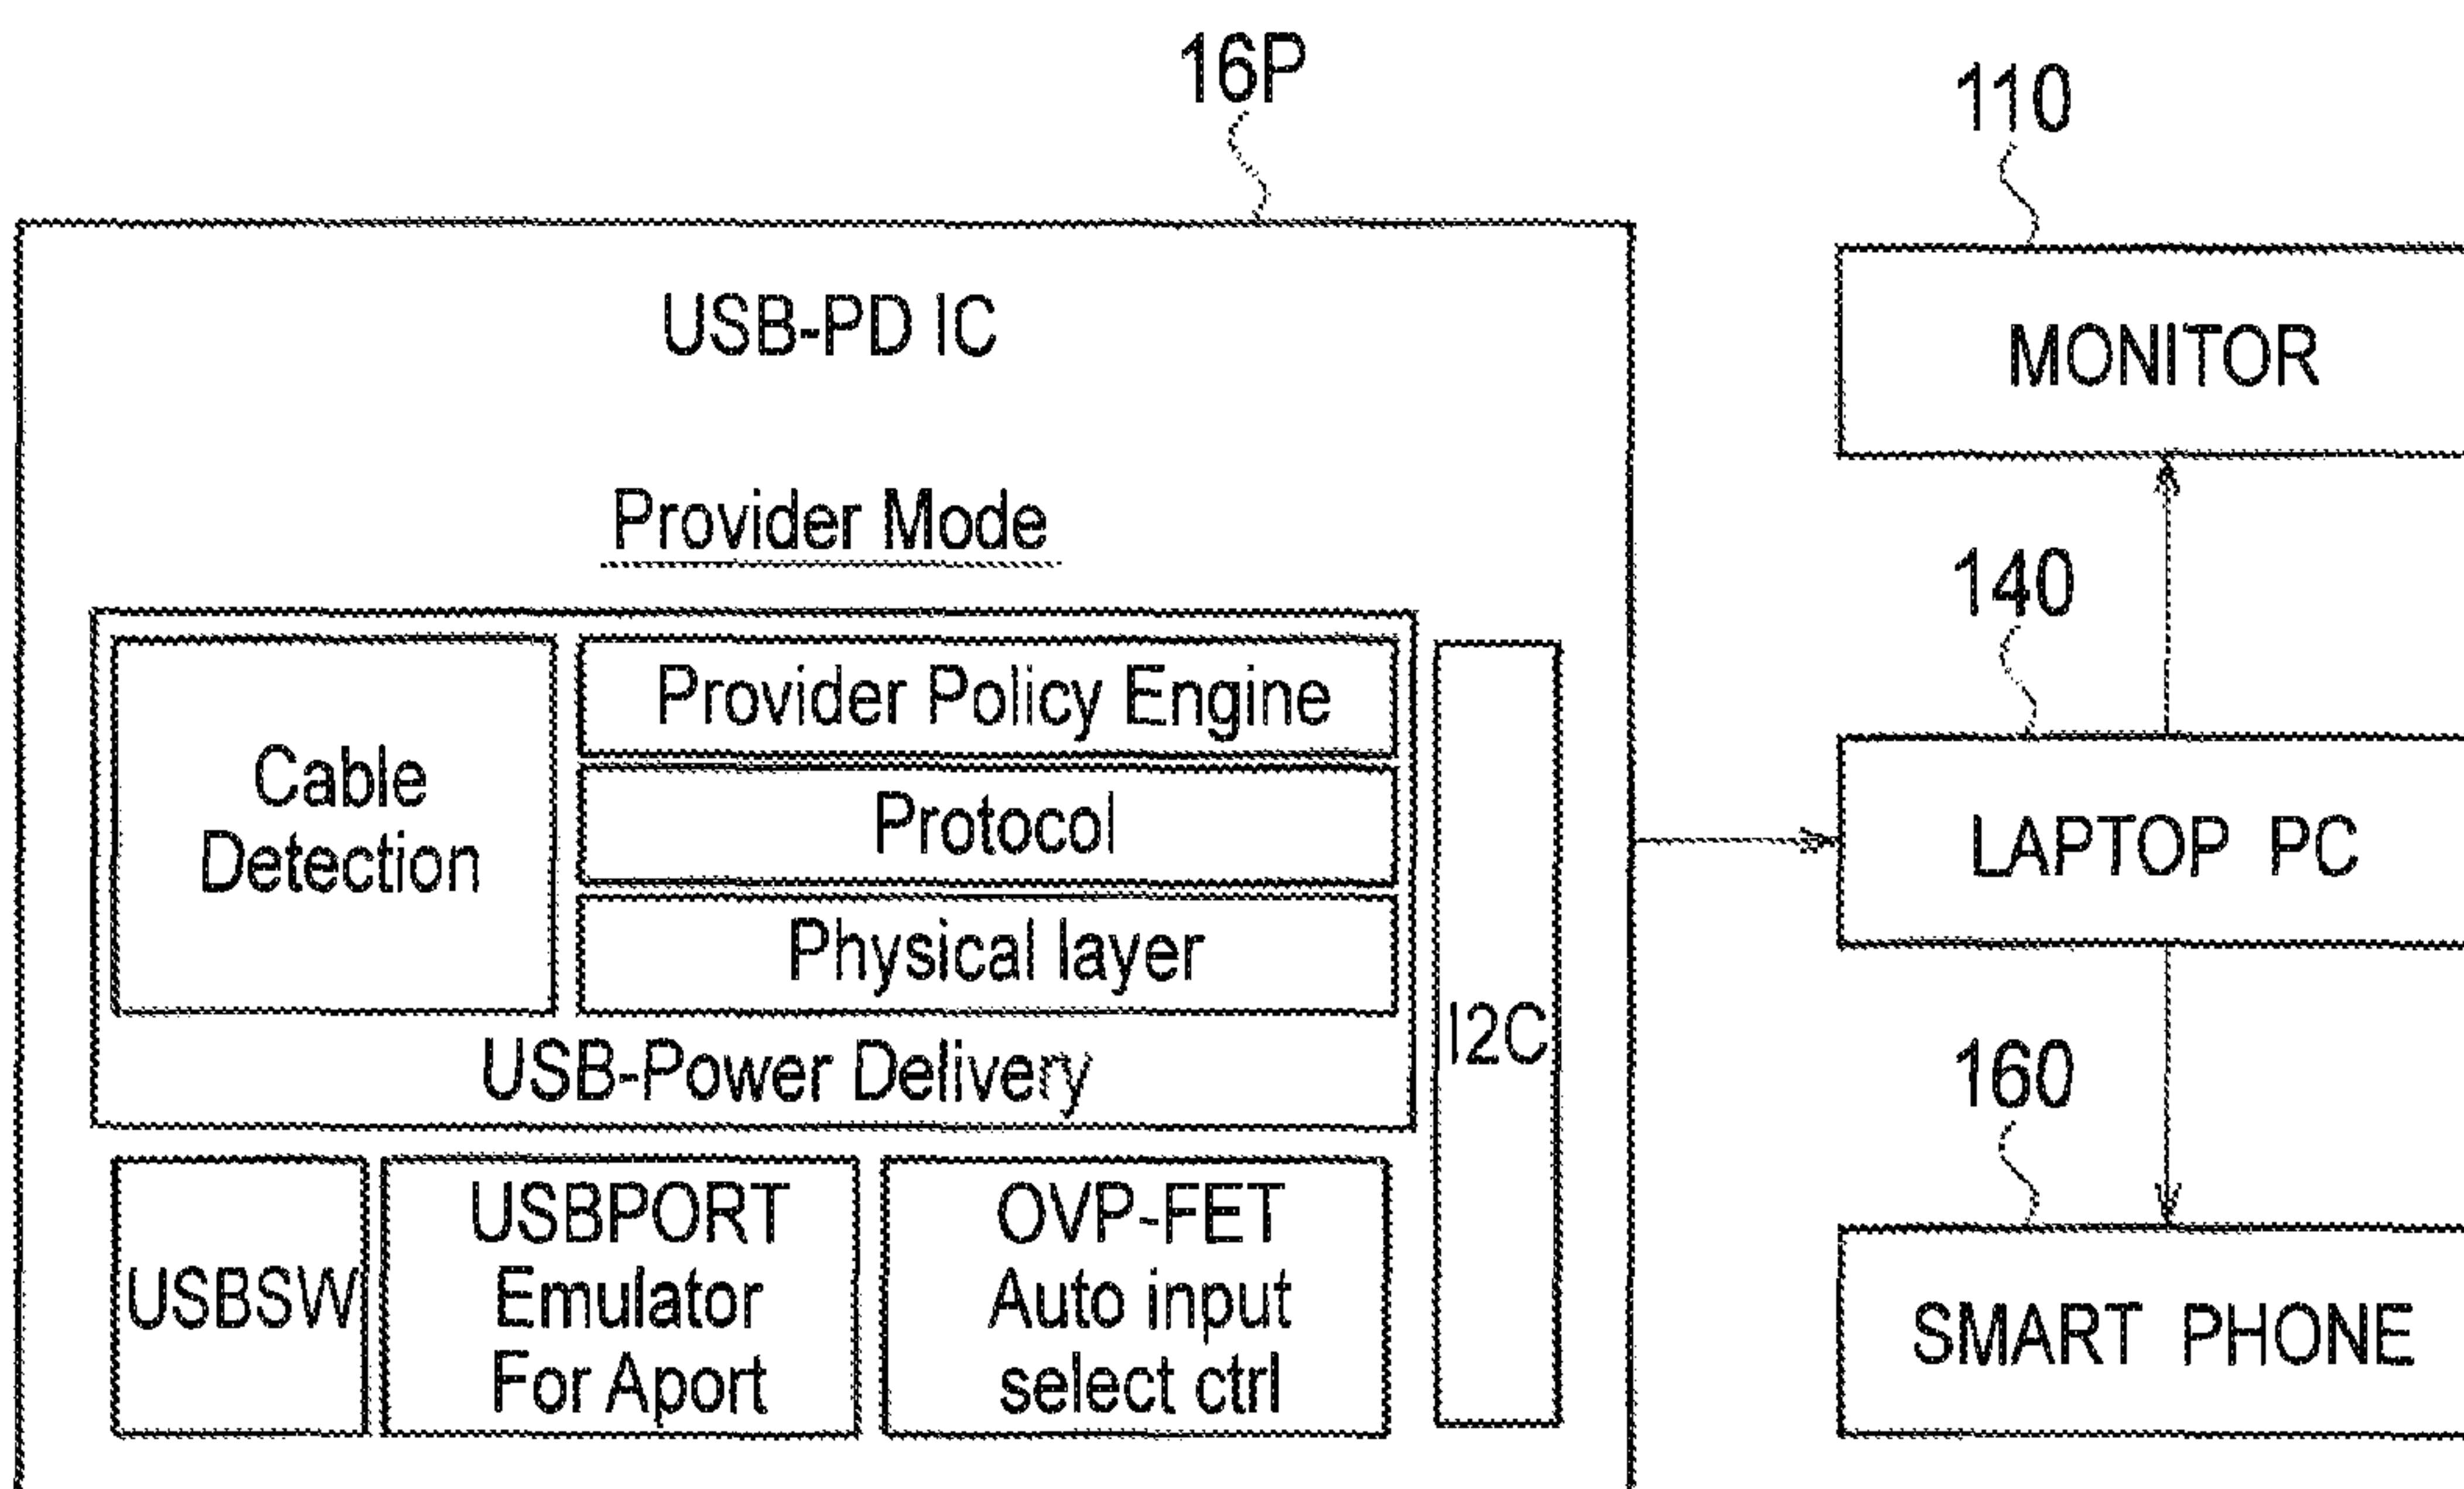 16P
USB-PD IC
Provider Mode
Cable
Detection
Provider Policy Engine
Protocol
Physical layer
USB-Power Delivery
I2C
USBSW
USBPORT
Emulator
For Aport
OVP-FET
Auto input
select ctrl
110
MONITOR
140
LAPTOP PC
160
SMART PHONE